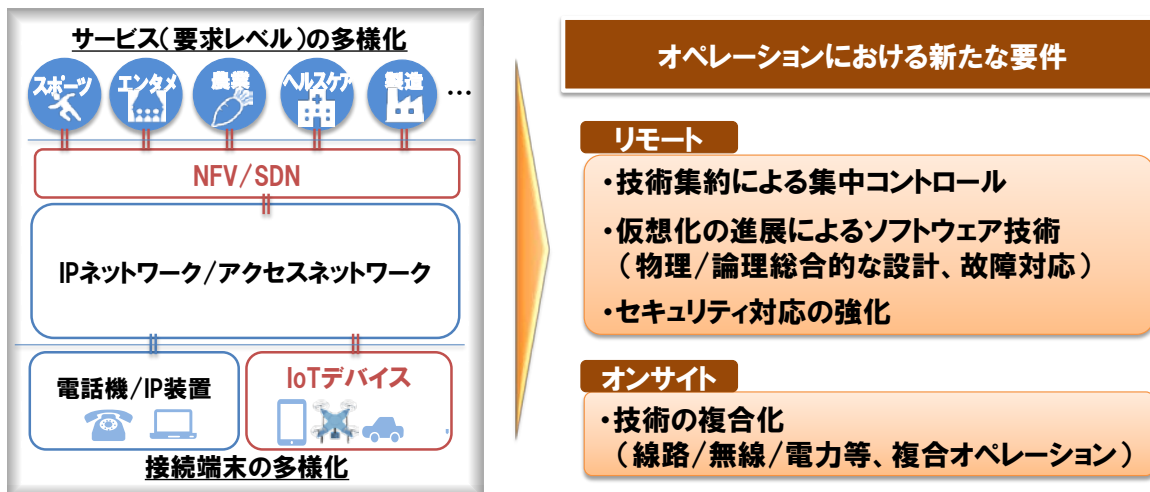 サービス(要求レベル)の多様化
スポーツ エンタメ 農業 ヘルスケア 製造 …
NFV/SDN
IPネットワーク/アクセスネットワーク
電話機/IP装置
IoTデバイス
接続端末の多様化
オペレーションにおける新たな要件
リモート
・技術集約による集中コントロール
・仮想化の進展によるソフトウェア技術
（物理/論理総合的な設計、故障対応）
・セキュリティ対応の強化
オンサイト
・技術の複合化
（線路/無線/電力等、複合オペレーション）